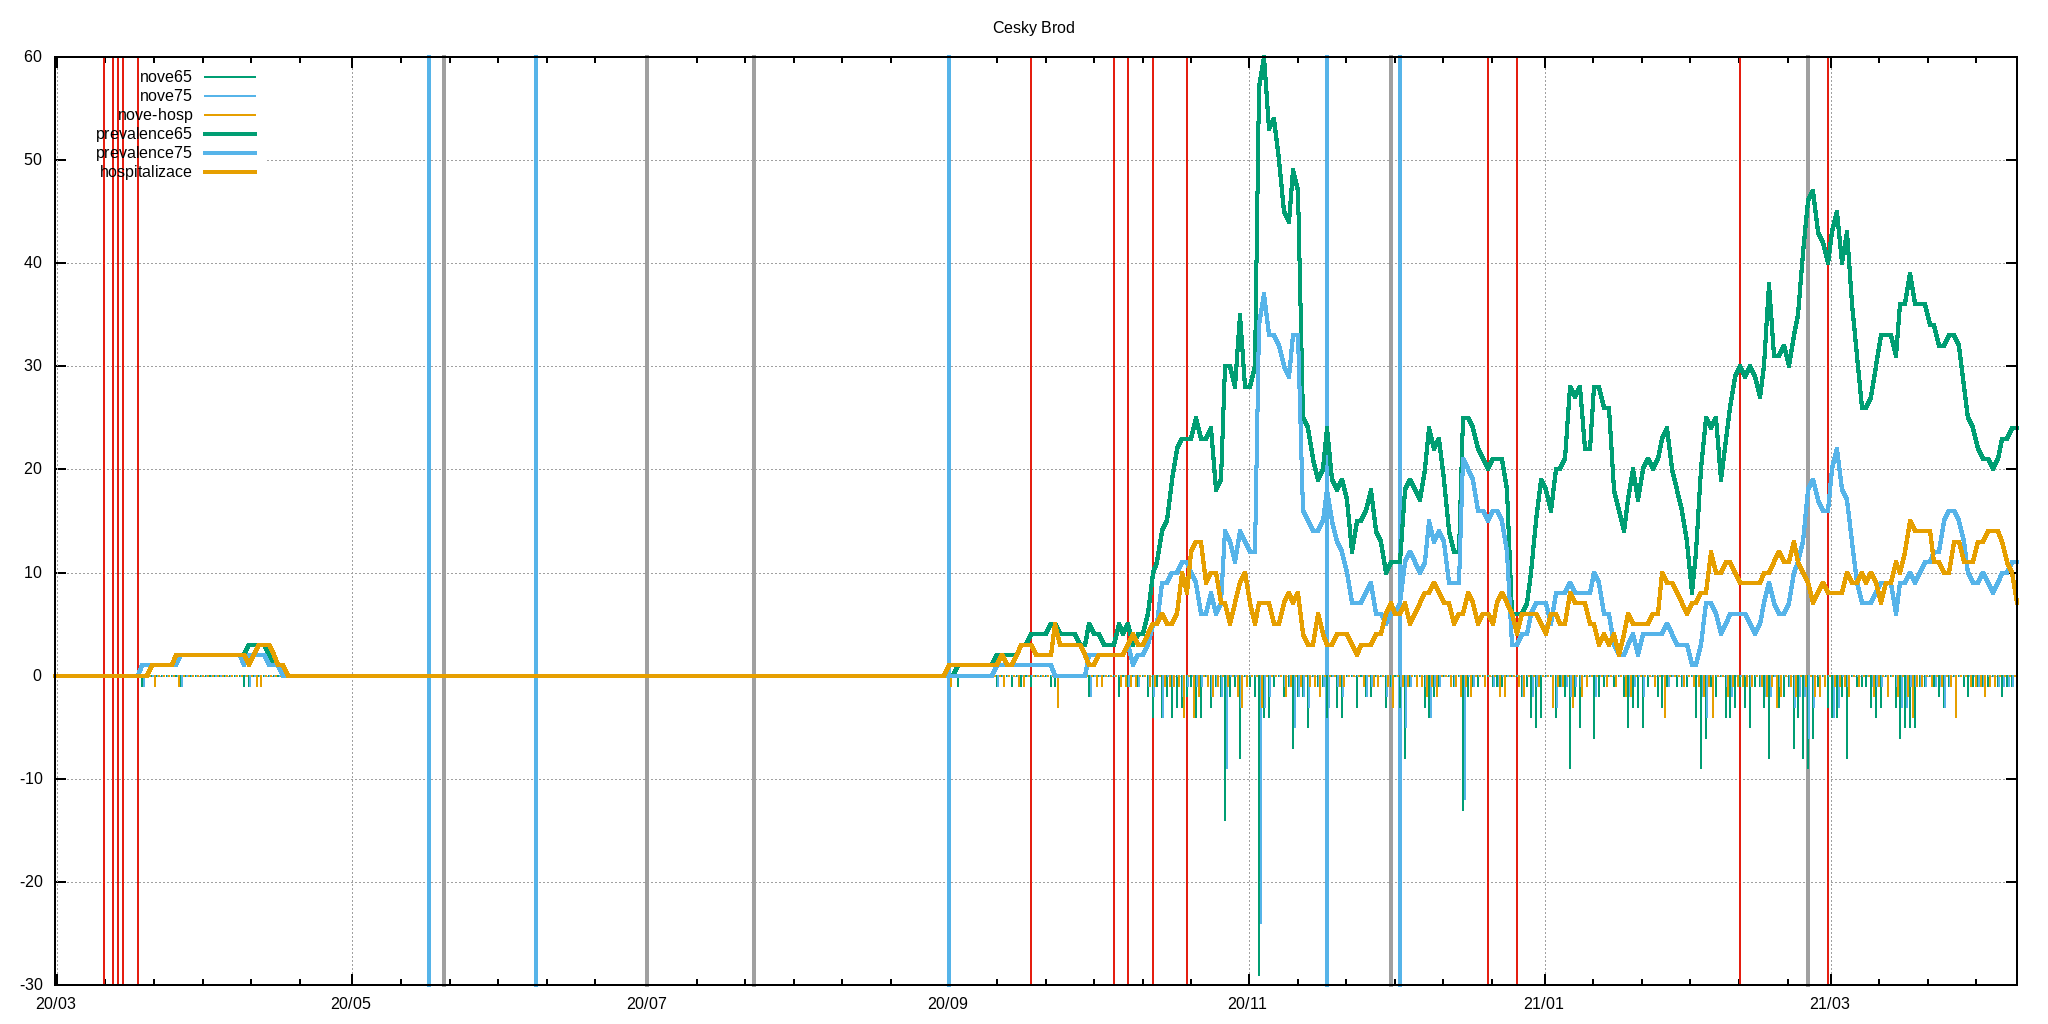 Cesky Brod
60
50
40
30
20
10
0
-10
-20
-30
nove65
nove75
nove-hosp
prevalence65
prevalence75
hospitalizace
20/03 20/05 20/07 20/09 20/11 21/01 21/03